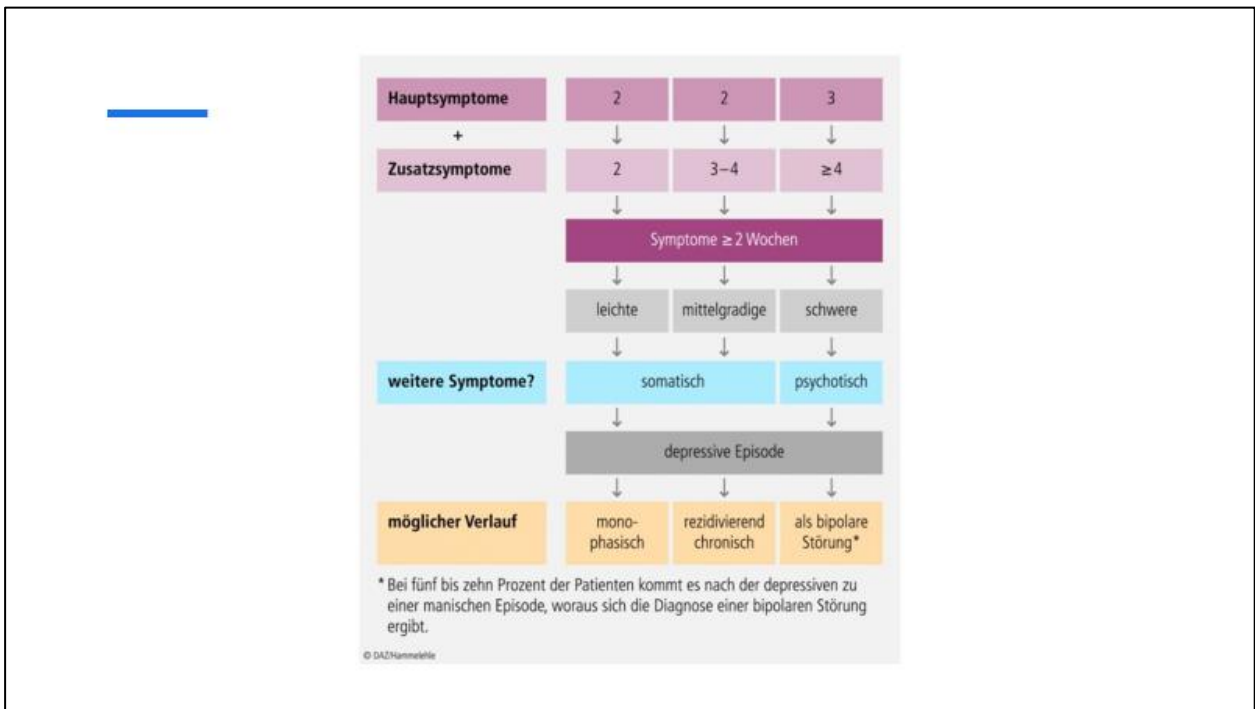 Hauptsymptome 2 2 3
+ ↓ ↓ ↓
Zusatzsymptome 2 3–4 ≥4
↓ ↓ ↓
Symptome ≥ 2 Wochen
↓ ↓ ↓
leichte mittelgradige schwere
↓ ↓ ↓
weitere Symptome? somatisch psychotisch
↓ ↓
depressive Episode
↓ ↓ ↓
möglicher Verlauf mono- rezidivierend als bipolare
phasisch chronisch Störung*
* Bei fünf bis zehn Prozent der Patienten kommt es nach der depressiven zu
einer manischen Episode, woraus sich die Diagnose einer bipolaren Störung
ergibt.
© DAZ/Hammelehle